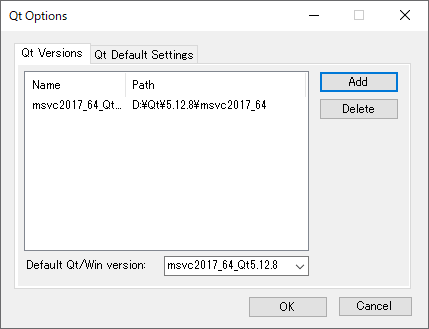 Qt Options
Qt Versions Qt Default Settings
Name Path
msvc2017_64_Qt... D:¥Qt¥5.12.8¥msvc2017_64
Add
Delete
Default Qt/Win version: msvc2017_64_Qt5.12.8
OK Cancel